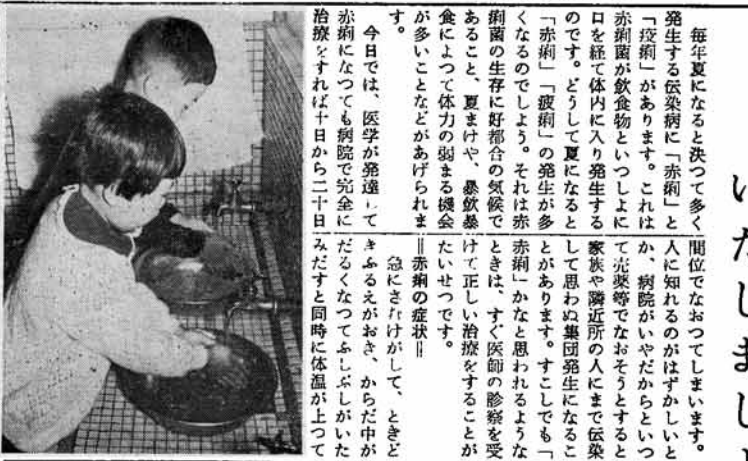 いたしまし
毎年夏になると決つて多く
発生する伝染病に「赤痢」と
「疫痢」があります。これは
赤痢菌が飲食物といつしよに
口を経て体内に入り発生する
のです。どうして夏になると
「赤痢」「疲痢」の発生が多
くなるのでしよう。それは赤
痢菌の生存に好都合の気候で
あること、夏まけや、暴飲暴
食によつて体力の弱まる機会
が多いことなどがあげられま
す。
今日では、医学が発達して
赤痢になつても病院で完全に
治療をすれば十日から二十日
間位でなおつてしまいます。
人に知れるのがはずかしいと
か、病院がいやだからといつ
て売薬等でなおそうとすると
家族や隣近所の人にまで伝染
して思わぬ集団発生になるこ
とがあります。すこしでも「
赤痢」かなと思われるような
ときは、すぐ医師の診察を受
けて正しい治療をすることが
たいせつです。
＝赤痢の症状＝
急にさむけがして、ときど
きふるえがおき、からだ中が
だるくなつてふしぶしがいた
みだすと同時に体温が上つて